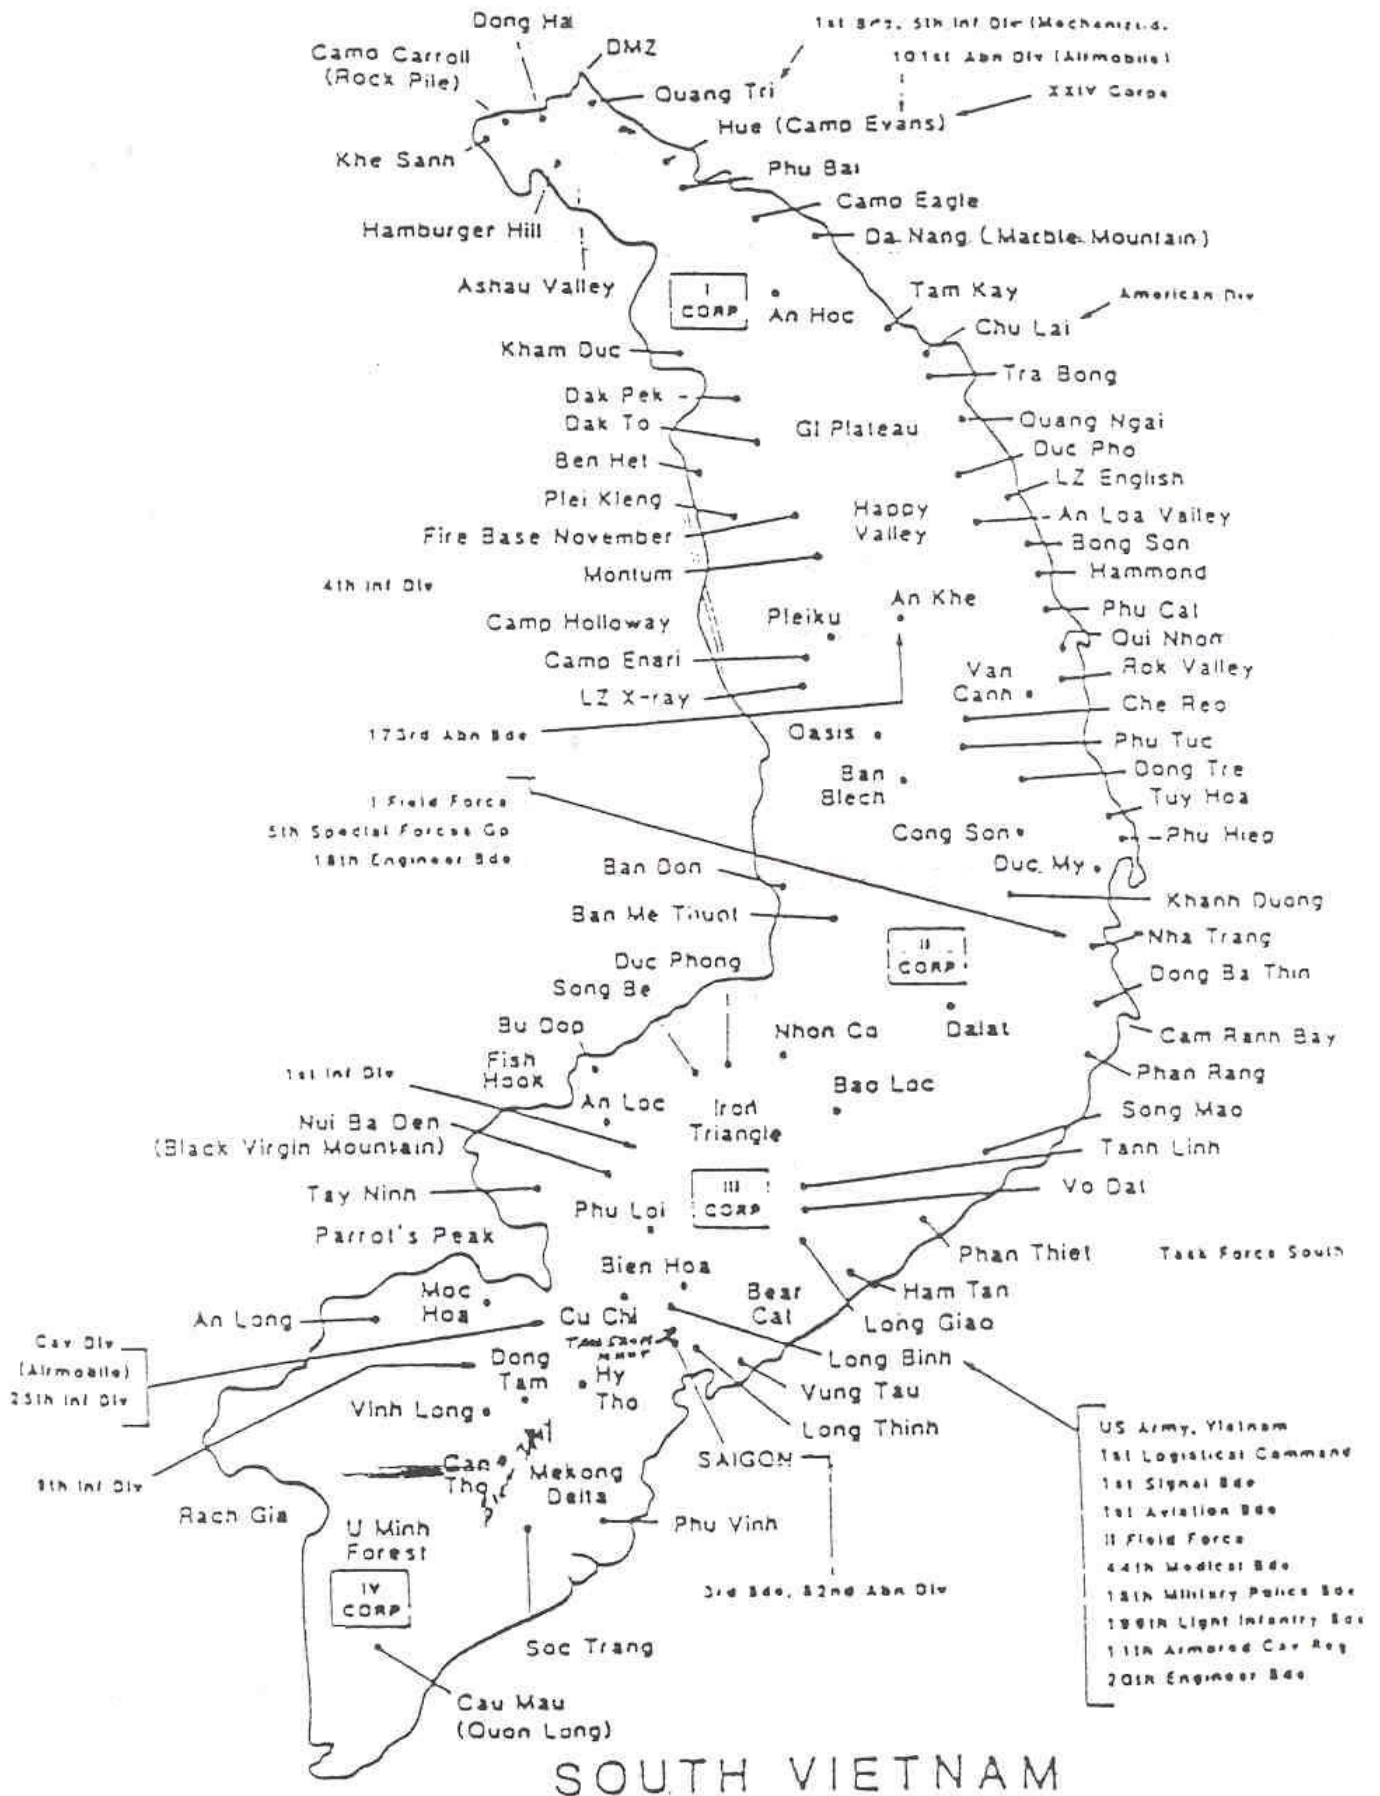 Dong Ha
1st Bde, 5th Inf Div (Mechanized.
Camp Carroll
(Rock Pile)
DMZ
101st Abn Div (Airmobile)
Quang Tri
XXIV Corps
Hue (Camp Evans)
Khe Sanh
Phu Bai
Camp Eagle
Hamburger Hill
Da Nang (Marble Mountain)
Ashau Valley
I
CORP
An Hoc
Tam Kay
American Div
Chu Lai
Kham Duc
Tra Bong
Dak Pek
Dak To
GI Plateau
Quang Ngai
Duc Pho
Ben Het
LZ English
Plei Kleng
Happy
Valley
An Loa Valley
Fire Base November
Bong Son
Montum
Hammond
4th Inf Div
An Khe
Phu Cat
Camp Holloway
Pleiku
Qui Nhon
Camp Enari
Van
Canh
Rok Valley
LZ X-ray
Che Reo
173rd Abn Bde
Oasis
Phu Tuc
Ban
Blech
Dong Tre
I Field Force
Tuy Hoa
5th Special Forces Gp
Cong Son
Phu Hiep
18th Engineer Bde
Duc My
Ban Don
Khanh Duong
Ban Me Thuot
II
CORP
Nha Trang
Duc Phong
Dong Ba Thin
Song Be
Bu Dop
Nhon Co
Dalat
Cam Ranh Bay
Fish
Hook
1st Inf Div
Phan Rang
An Loc
Iron
Triangle
Bao Loc
Song Mao
Nui Ba Den
(Black Virgin Mountain)
Tanh Linh
Tay Ninh
III
CORP
Vo Dat
Phu Loi
Parrot's Peak
Phan Thiet
Task Force South
Bien Hoa
Moc
Hoa
Bear
Cat
Ham Tan
An Long
Cu Chi
Long Giao
Cav Div
(Airmobile)
25th Inf Div
Dong
Tam
Long Binh
Hy
Tho
Vung Tau
Vinh Long
Long Thinh
US Army, Vietnam
1st Logistical Command
1st Signal Bde
1st Aviation Bde
II Field Force
44th Medical Bde
18th Military Police Bde
199th Light Infantry Bde
11th Armored Cav Reg
20th Engineer Bde
SAIGON
Can
Tho
Mekong
Delta
9th Inf Div
Rach Gia
U Minh
Forest
Phu Vinh
IV
CORP
3rd Bde, 82nd Abn Div
Soc Trang
Cau Mau
(Quon Long)
SOUTH VIETNAM